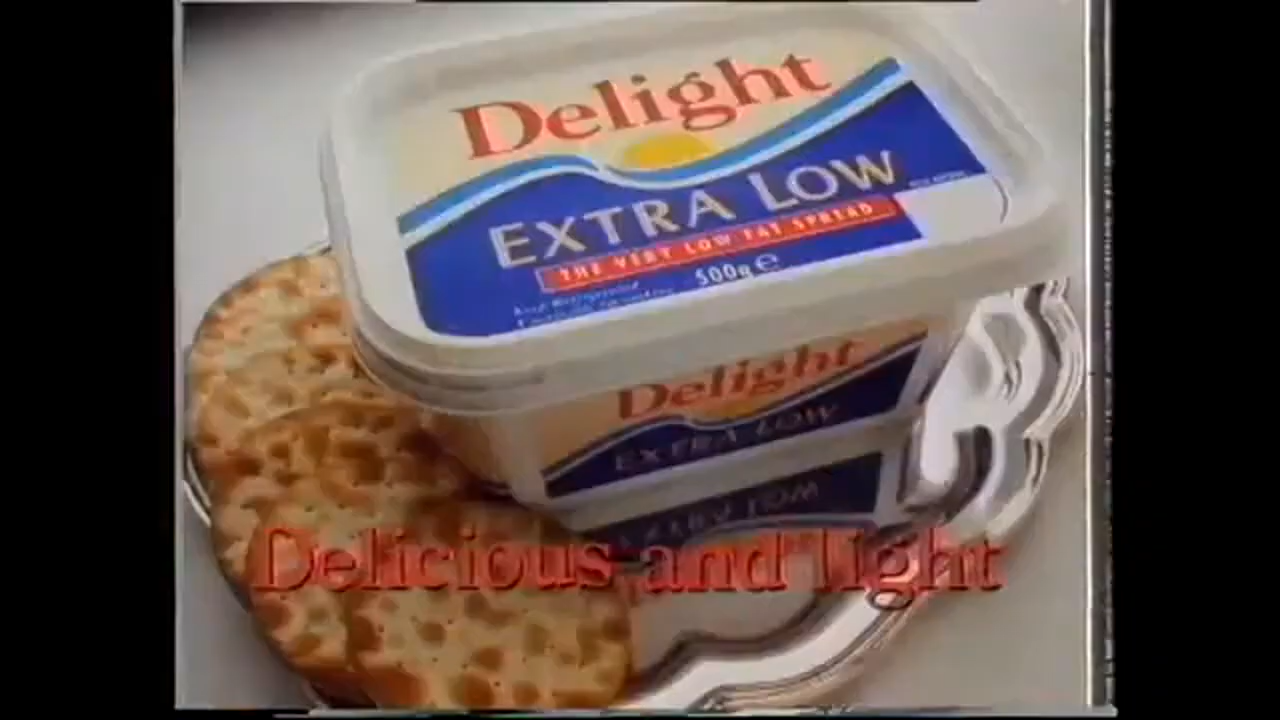 Delight
EXTRA LOW
THE VERY LOW FAT SPREAD
500g e
Delight
EXTRA LOW
Delicious and light